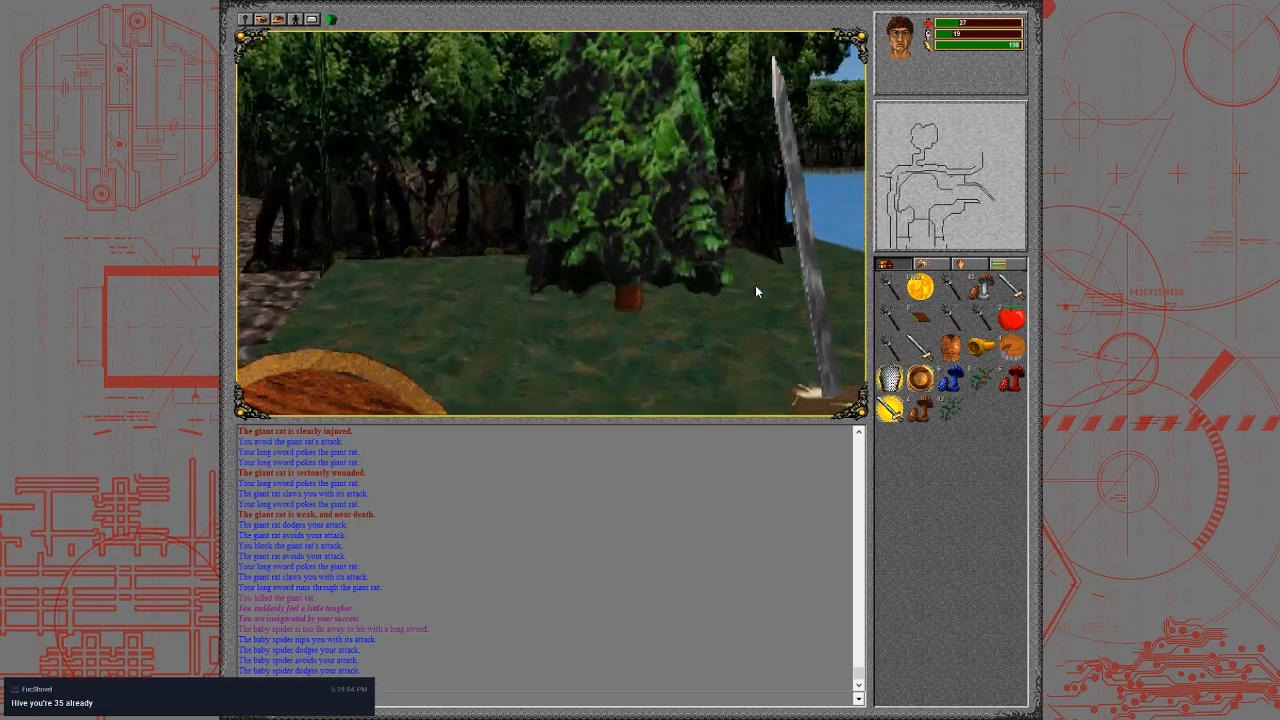 27
19
198
The giant rat is clearly injured.
You avoid the giant rat's attack.
Your long sword pokes the giant rat.
Your long sword pokes the giant rat.
The giant rat is seriously wounded.
Your long sword pokes the giant rat.
The giant rat claws you with its attack.
Your long sword pokes the giant rat.
The giant rat is weak, and near death.
The giant rat dodges your attack.
The giant rat avoids your attack.
You block the giant rat's attack.
The giant rat avoids your attack.
Your long sword pokes the giant rat.
The giant rat claws you with its attack.
Your long sword runs through the giant rat.
You killed the giant rat.
You suddenly feel a little tougher.
You are invigorated by your success.
The baby spider is too far away to hit with a long sword.
The baby spider nips you with its attack.
The baby spider dodges your attack.
The baby spider avoids your attack.
The baby spider dodges your attack.
FucShovel
5:19:04 PM
Hive you're 35 already